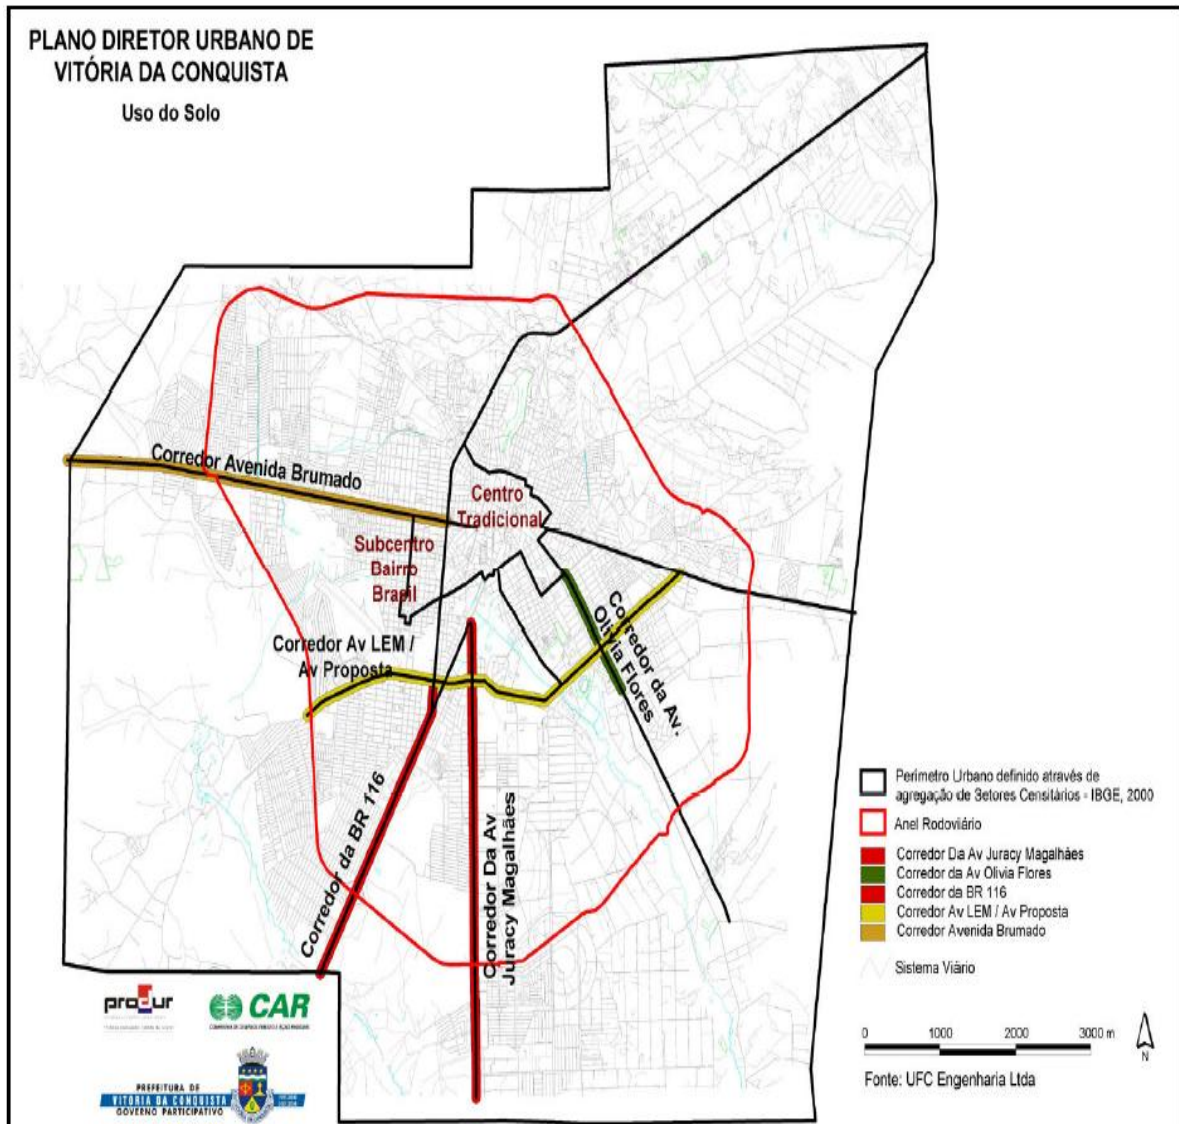 PLANO DIRETOR URBANO DE
VITÓRIA DA CONQUISTA
Uso do Solo
Corredor Avenida Brumado
Centro
Tradicional
Subcentro
Bairro
Brasil
Corredor Av LEM /
Av Proposta
Corredor da Av.
Olivia Flores
Corredor da BR 116
Corredor Da Av
Juracy Magalhães
Perímetro Urbano definido através de
agregação de Setores Censitários - IBGE, 2000
Anel Rodoviário
Corredor Da Av Juracy Magalhães
Corredor da Av Olivia Flores
Corredor da BR 116
Corredor Av LEM / Av Proposta
Corredor Avenida Brumado
Sistema Viário
0 1000 2000 3000 m
N
Fonte: UFC Engenharia Ltda
produr
CAR
PREFEITURA DE
VITÓRIA DA CONQUISTA
GOVERNO PARTICIPATIVO